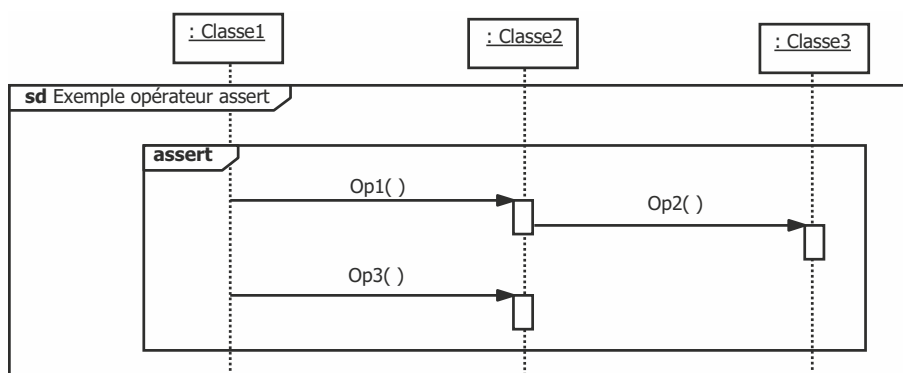 : Classe1
: Classe2
: Classe3
sd Exemple opérateur assert
assert
Op1( )
Op2( )
Op3( )